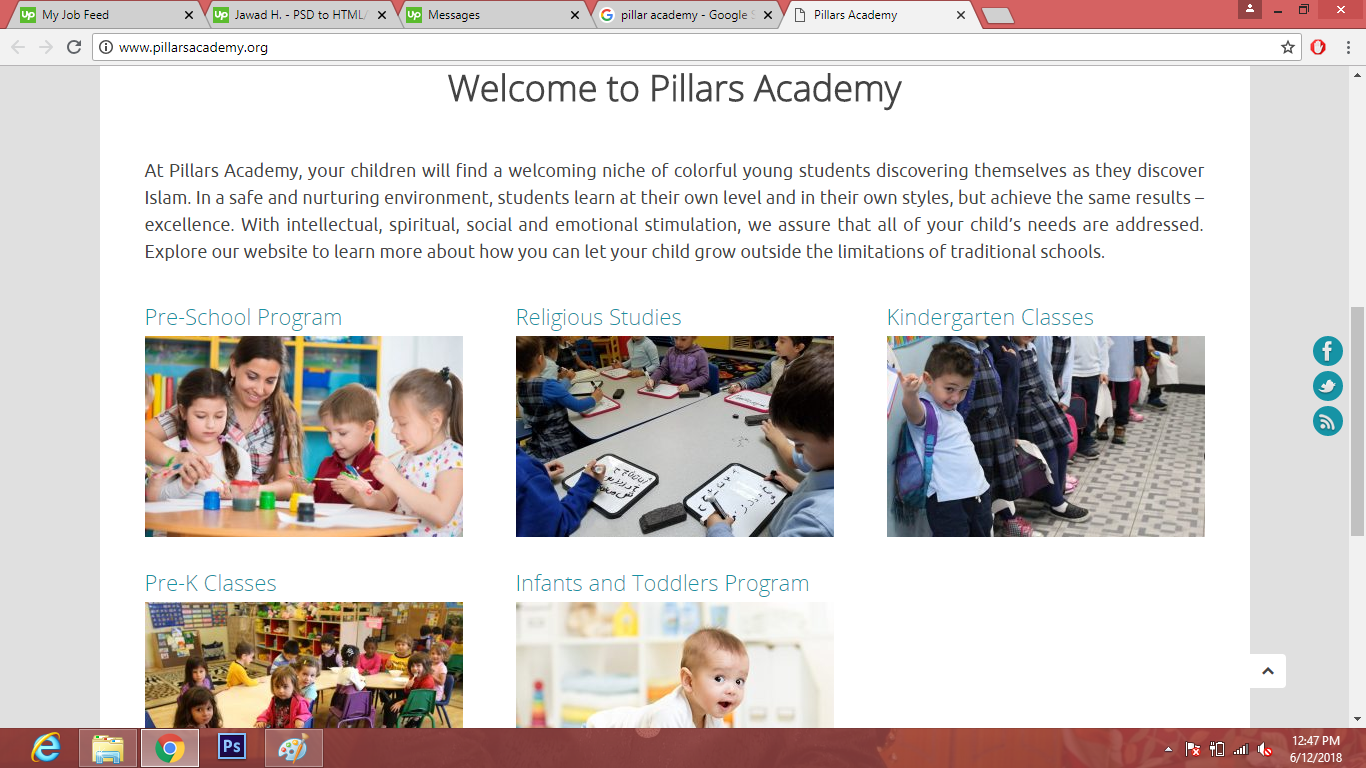 My Job Feed
Jawad H. - PSD to HTML/
Messages
pillar academy - Google S
Pillars Academy
www.pillarsacademy.org
Welcome to Pillars Academy
At Pillars Academy, your children will find a welcoming niche of colorful young students discovering themselves as they discover
Islam. In a safe and nurturing environment, students learn at their own level and in their own styles, but achieve the same results –
excellence. With intellectual, spiritual, social and emotional stimulation, we assure that all of your child’s needs are addressed.
Explore our website to learn more about how you can let your child grow outside the limitations of traditional schools.
Pre-School Program
Religious Studies
Kindergarten Classes
Pre-K Classes
Infants and Toddlers Program
Ps
12:47 PM
6/12/2018